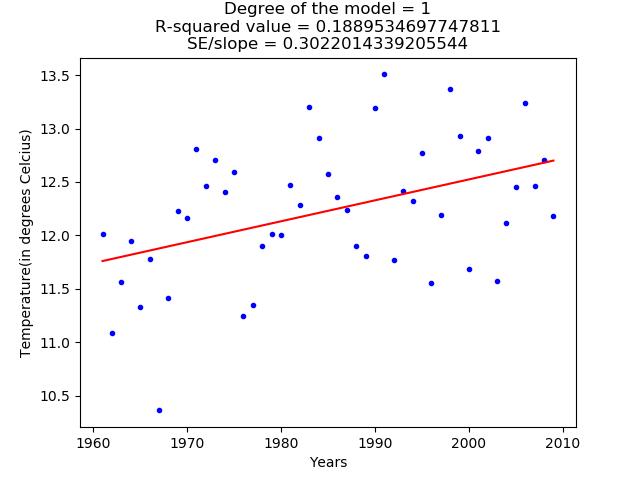 Degree of the model = 1
R-squared value = 0.1889534697747811
SE/slope = 0.3022014339205544
Temperature(in degrees Celcius)
13.5
13.0
12.5
12.0
11.5
11.0
10.5
1960 1970 1980 1990 2000 2010
Years